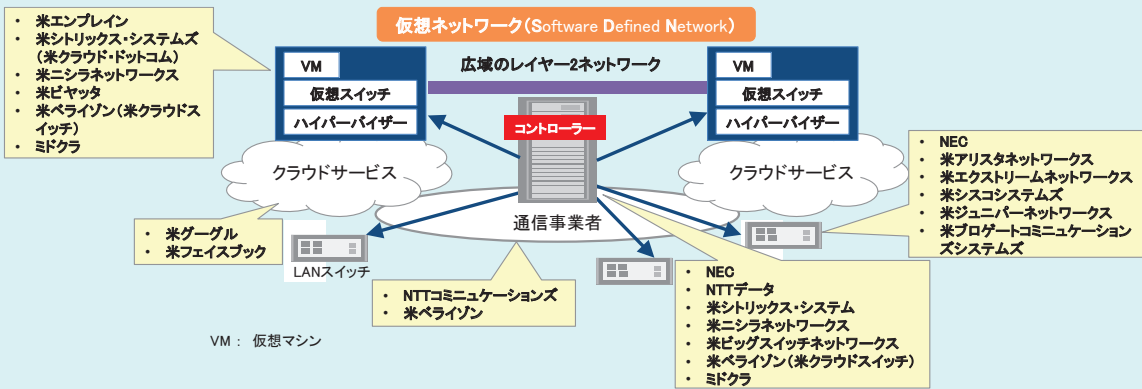 仮想ネットワーク(Software Defined Network)
・ 米エンプレイン
・ 米シトリックス・システムズ
(米クラウド・ドットコム)
・ 米ニシラネットワークス
・ 米ビヤッタ
・ 米ベライゾン(米クラウドス
イッチ)
・ ミドクラ
VM
仮想スイッチ
ハイパーバイザー
広域のレイヤー2ネットワーク
コントローラー
VM
仮想スイッチ
ハイパーバイザー
クラウドサービス
クラウドサービス
通信事業者
・ NEC
・ 米アリスタネットワークス
・ 米エクストリームネットワークス
・ 米シスコシステムズ
・ 米ジュニパーネットワークス
・ 米ブロゲートコミュニケーション
ズシステムズ
・ 米グーグル
・ 米フェイスブック
LANスイッチ
・ NTTコミュニケーションズ
・ 米ベライゾン
・ NEC
・ NTTデータ
・ 米シトリックス・システム
・ 米ニシラネットワークス
・ 米ビッグスイッチネットワークス
・ 米ベライゾン(米クラウドスイッチ)
・ ミドクラ
VM : 仮想マシン